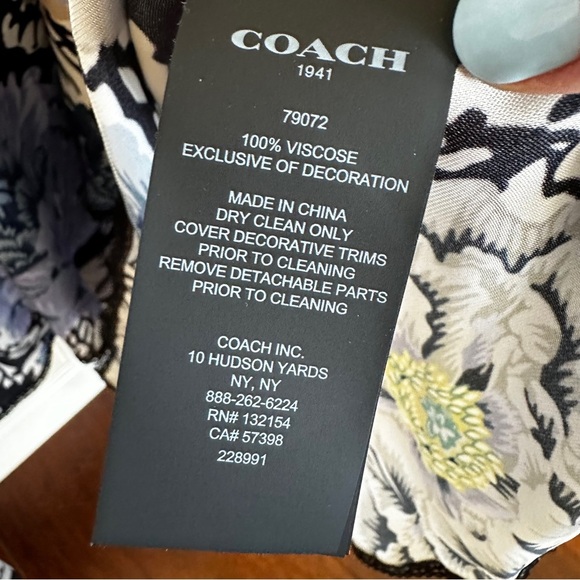 COACH
1941
79072
100% VISCOSE
EXCLUSIVE OF DECORATION
MADE IN CHINA
DRY CLEAN ONLY
COVER DECORATIVE TRIMS
PRIOR TO CLEANING
REMOVE DETACHABLE PARTS
PRIOR TO CLEANING
COACH INC.
10 HUDSON YARDS
NY, NY
888-262-6224
RN# 132154
CA# 57398
228991